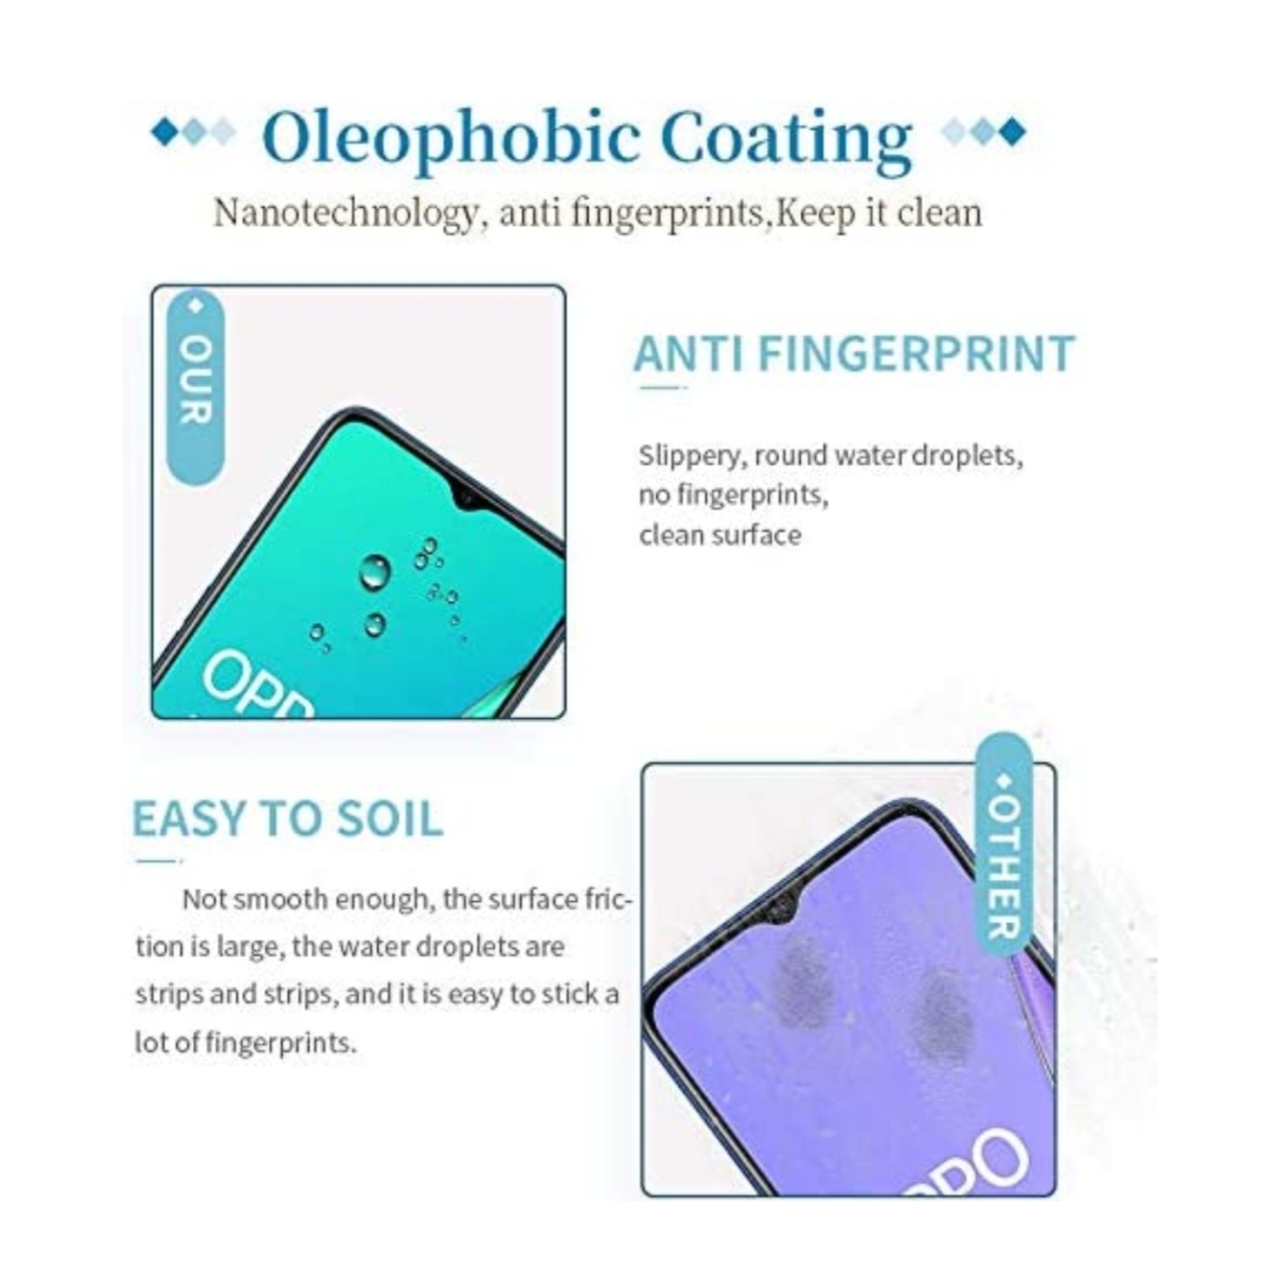 Oleophobic Coating
Nanotechnology, anti fingerprints,Keep it clean
OUR
ANTI FINGERPRINT
Slippery, round water droplets,
no fingerprints,
clean surface
OPP
EASY TO SOIL
Not smooth enough, the surface fric-
tion is large, the water droplets are
strips and strips, and it is easy to stick a
lot of fingerprints.
OTHER
PPO